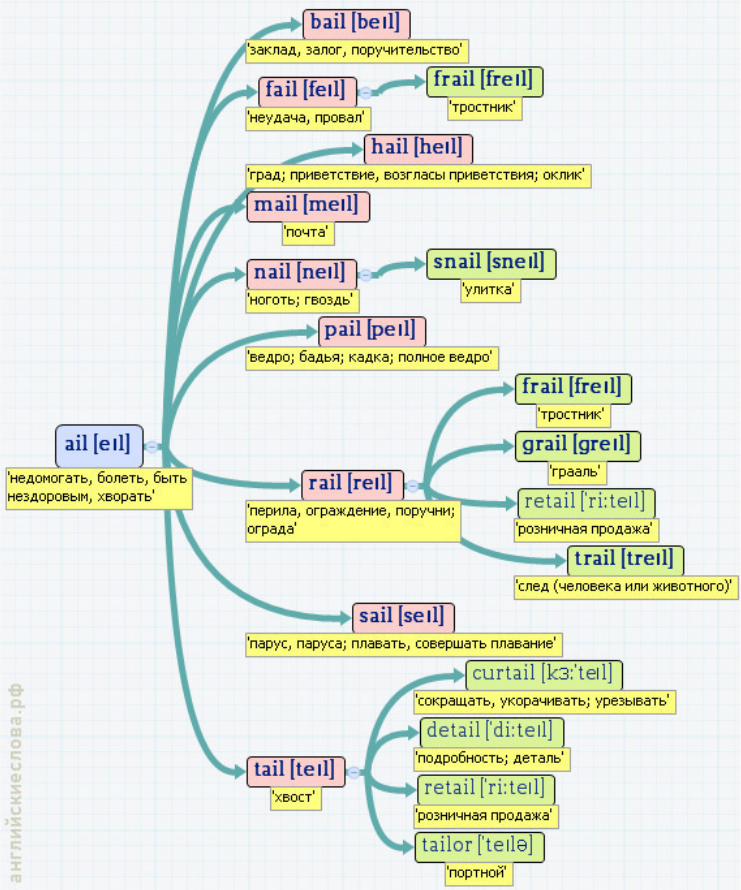 bail [beɪl]
'заклад, залог, поручительство'
fail [feɪl]
'неудача, провал'
frail [freɪl]
'тростник'
hail [heɪl]
'град; приветствие, возгласы приветствия; оклик'
mail [meɪl]
'почта'
nail [neɪl]
'ноготь; гвоздь'
snail [sneɪl]
'улитка'
pail [peɪl]
'ведро; бадья; кадка; полное ведро'
ail [eɪl]
'недомогать, болеть, быть
нездоровым, хворать'
rail [reɪl]
'перила, ограждение, поручни;
ограда'
frail [freɪl]
'тростник'
grail [greɪl]
'грааль'
retail ['ri:teɪl]
'розничная продажа'
trail [treɪl]
'след (человека или животного)'
sail [seɪl]
'парус, паруса; плавать, совершать плавание'
tail [teɪl]
'хвост'
curtail [kɜ:'teɪl]
'сокращать, укорачивать; урезывать'
detail ['di:teɪl]
'подробность; деталь'
retail ['ri:teɪl]
'розничная продажа'
tailor ['teɪlə]
'портной'
английскиеслова.рф